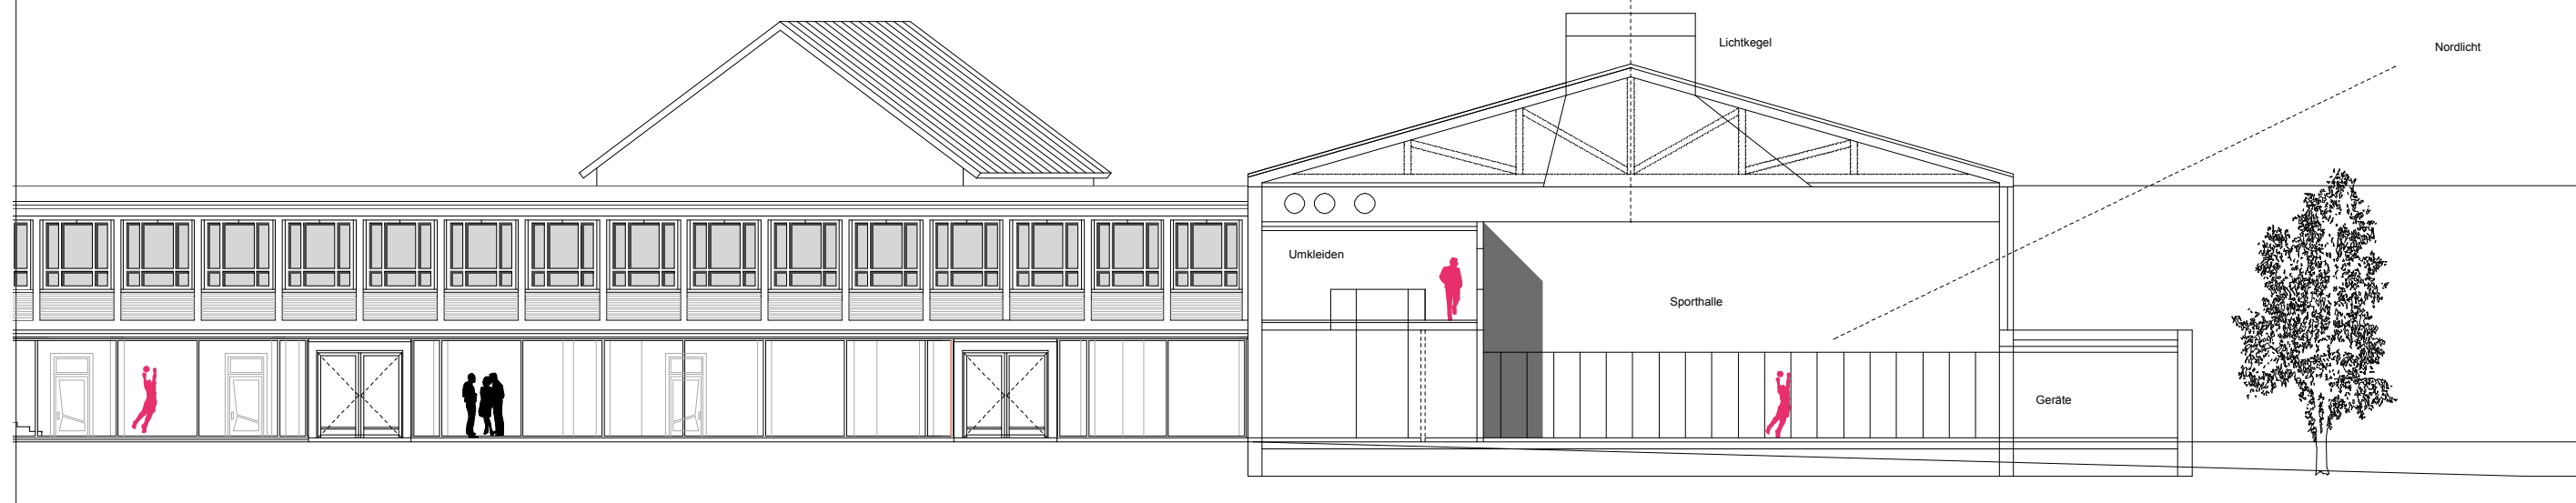 Lichtkegel
Nordlicht
Umkleiden
Sporthalle
Geräte